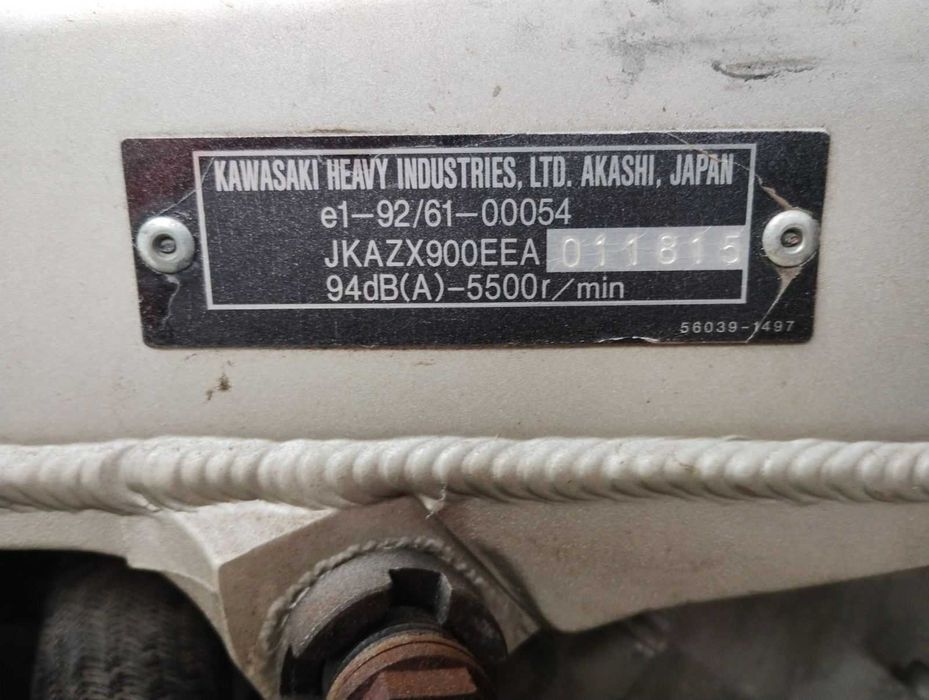 KAWASAKI HEAVY INDUSTRIES, LTD. AKASHI, JAPAN
e1-92/61-00054
JKAZX900EEA 011815
94dB(A)-5500r/min
56039-1497